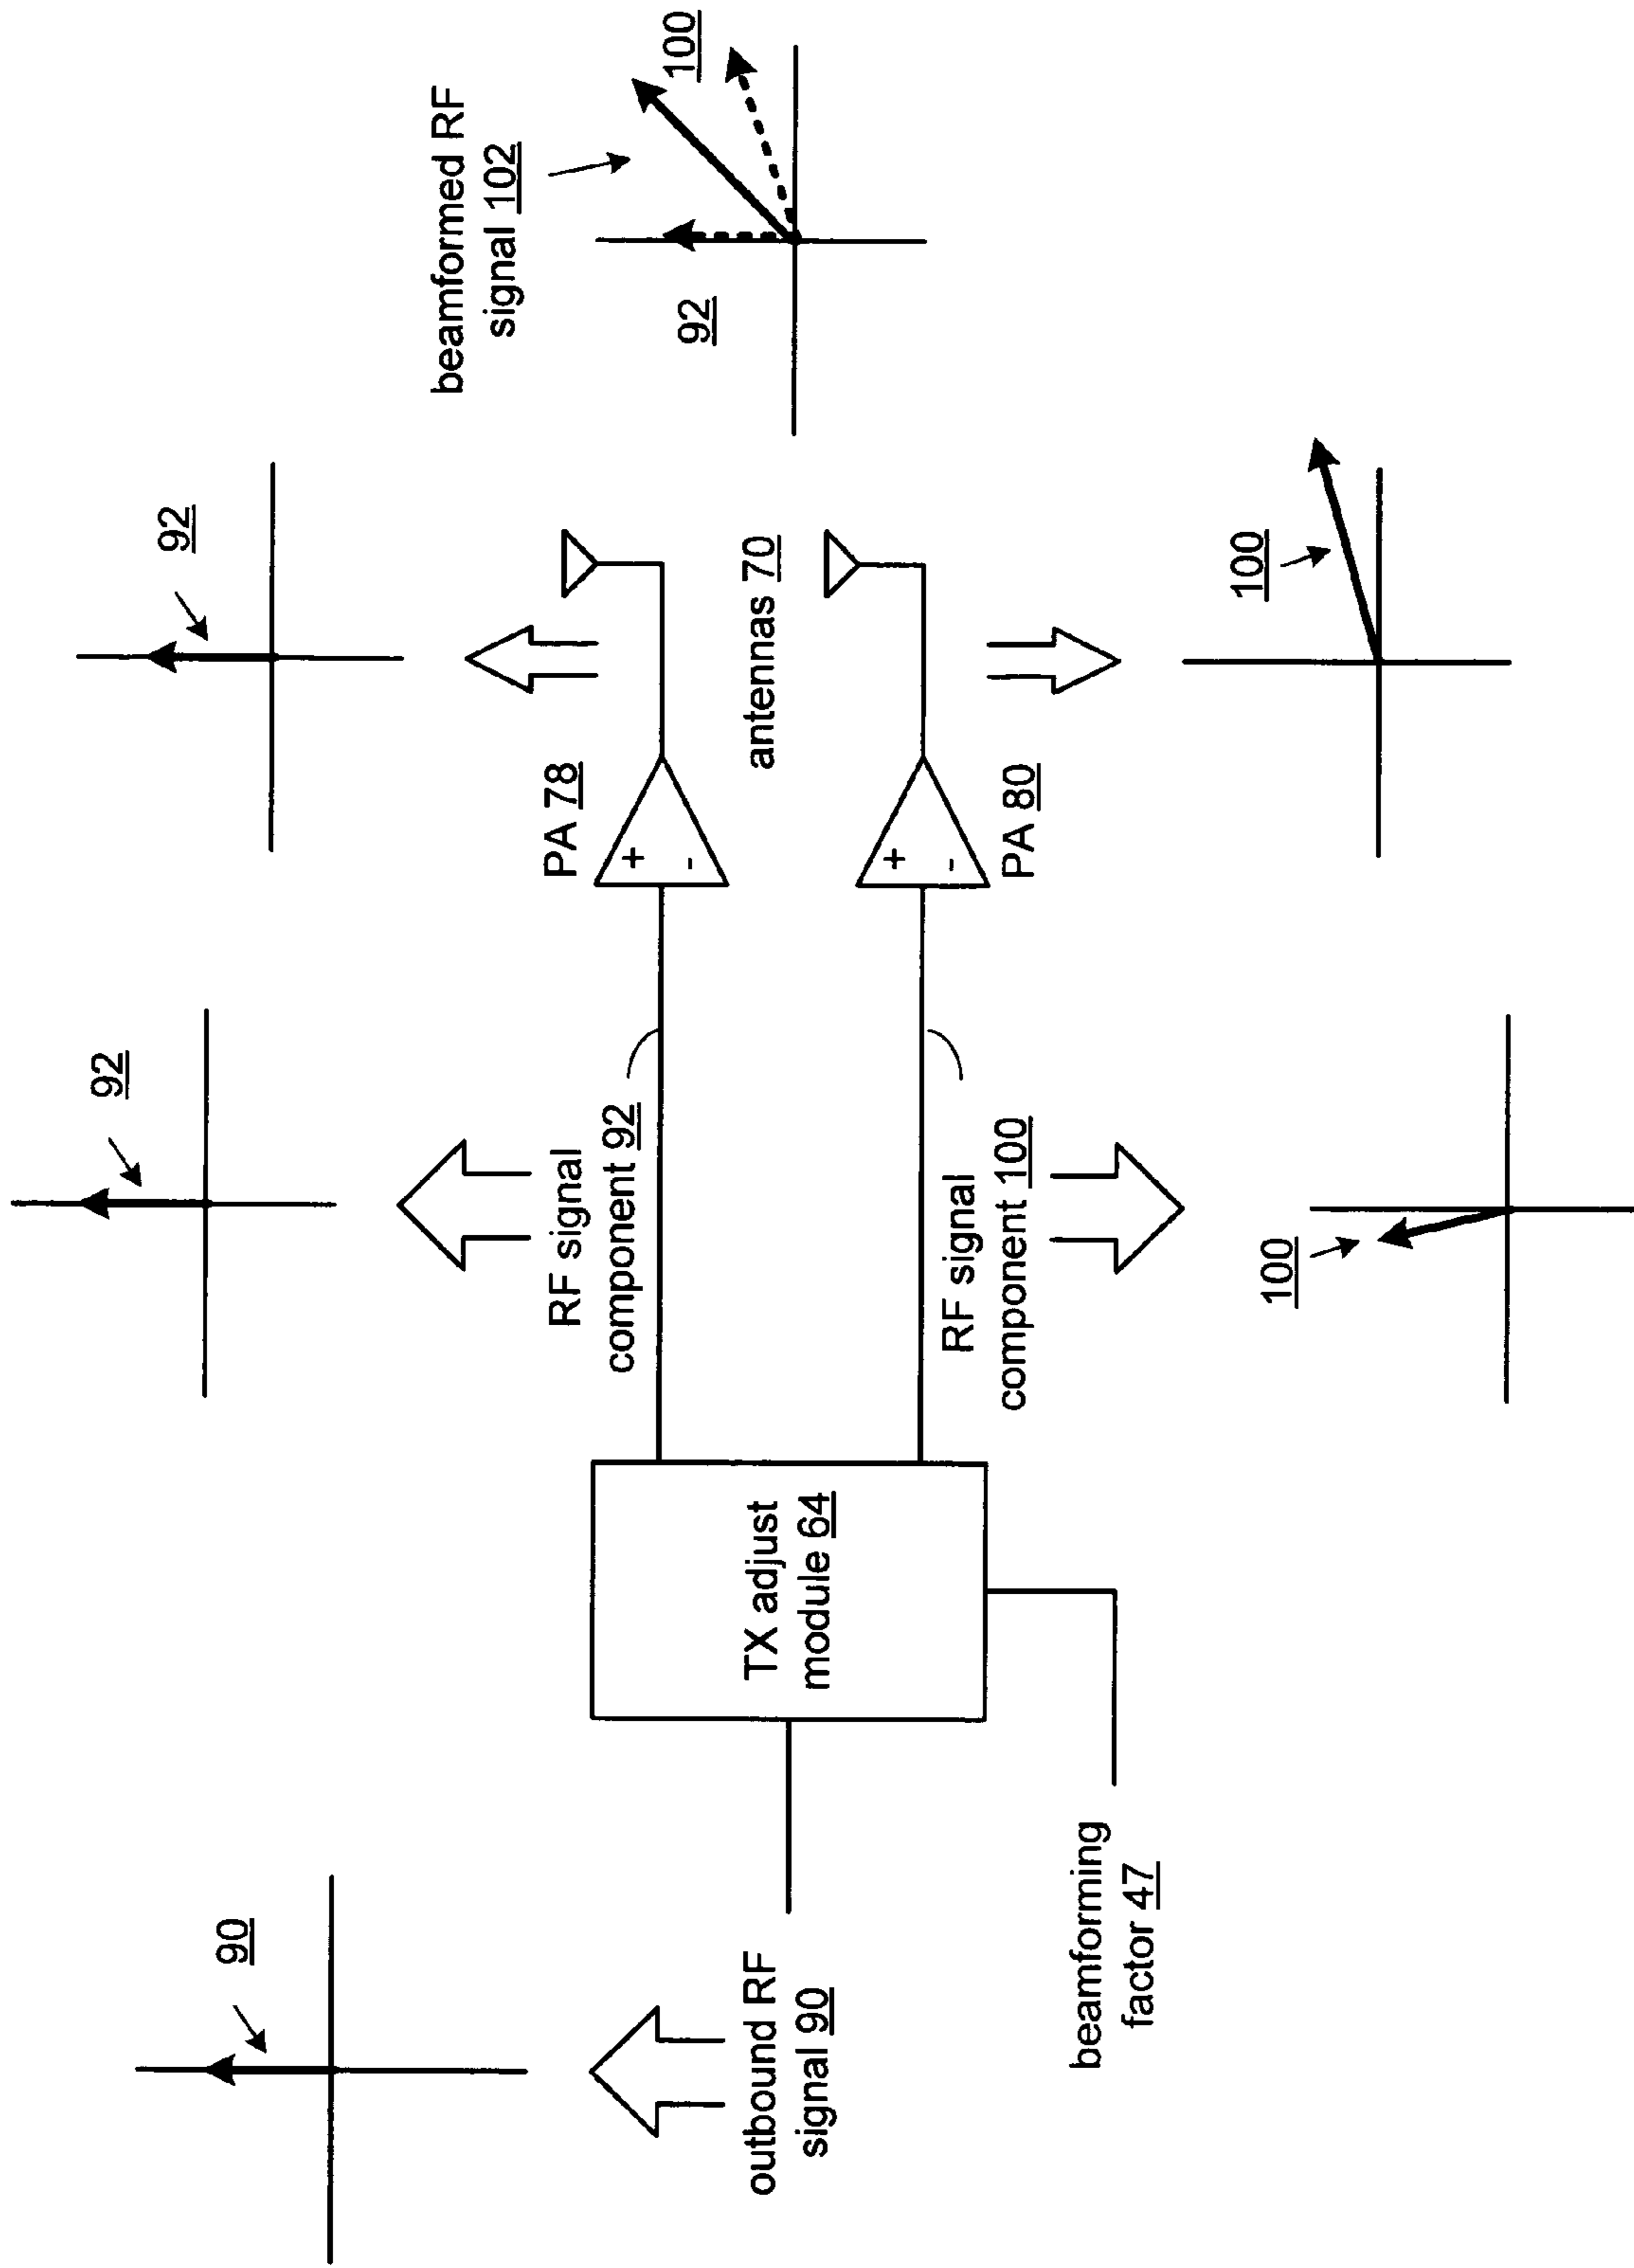 90
outbound RF
signal 90
beamforming
factor 47
TX adjust
module 64
92
RF signal
component 92
RF signal
component 100
100
92
PA 78
+
-
antennas 70
+
-
PA 80
100
beamformed RF
signal 102
92
100